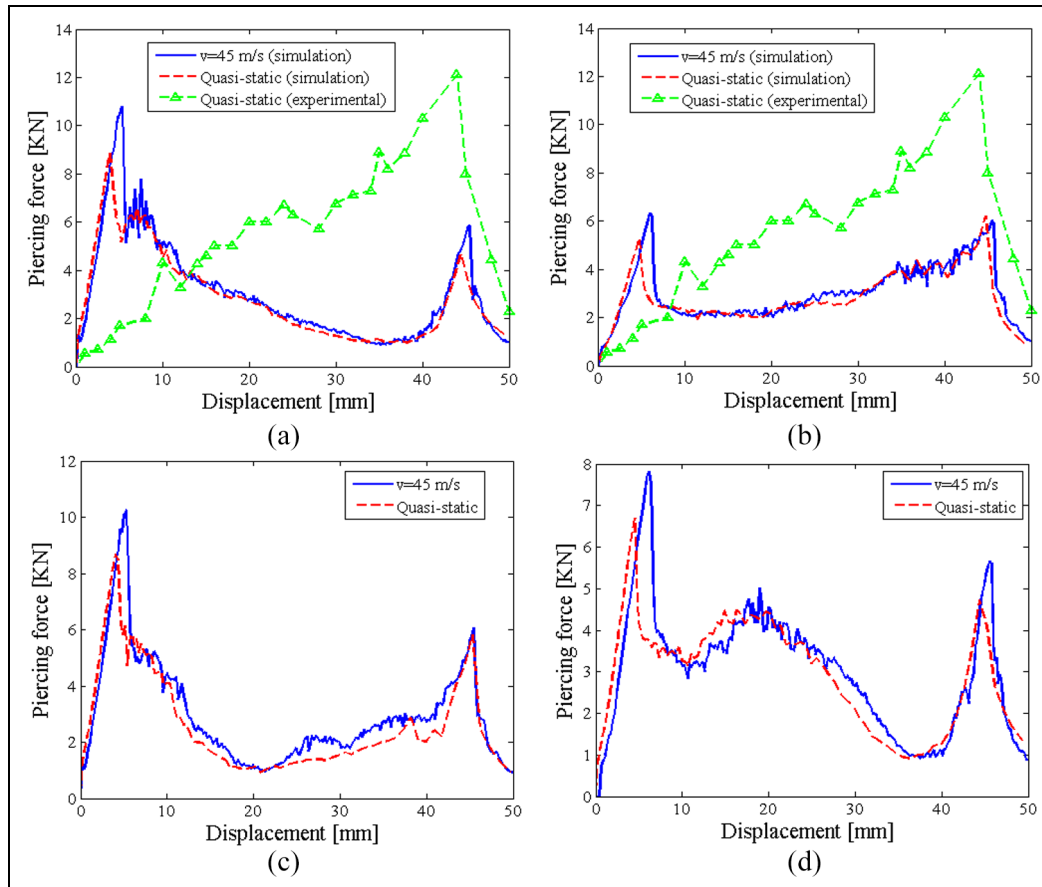 14
12
10
8
6
4
2
0
Piercing force [KN]
v=45 m/s (simulation)
Quasi-static (simulation)
Quasi-static (experimental)
0 10 20 30 40 50
Displacement [mm]
(a)
14
12
10
8
6
4
2
0
Piercing force [KN]
v=45 m/s (simulation)
Quasi-static (simulation)
Quasi-static (experimental)
0 10 20 30 40 50
Displacement [mm]
(b)
12
10
8
6
4
2
0
Piercing force [KN]
v=45 m/s
Quasi-static
0 10 20 30 40 50
Displacement [mm]
(c)
8
7
6
5
4
3
2
1
0
Piercing force [KN]
v=45 m/s
Quasi-static
0 10 20 30 40 50
Displacement [mm]
(d)